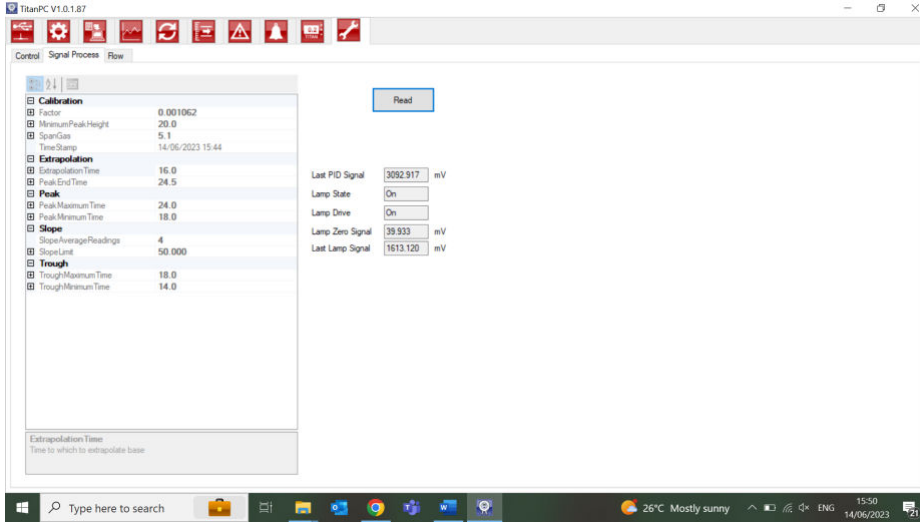 TitanPC V1.0.1.87
TITAN
Control Signal Process Flow
Calibration
Factor 0.001062
MinimumPeakHeight 20.0
SpanGas 5.1
TimeStamp 14/06/2023 15:44
Extrapolation
ExtrapolationTime 16.0
PeakEndTime 24.5
Peak
PeakMaximumTime 24.0
PeakMinimumTime 18.0
Slope
SlopeAverageReadings 4
SlopeLimit 50.000
Trough
TroughMaximumTime 18.0
TroughMinimumTime 14.0
ExtrapolationTime
Time to which to extrapolate base
Read
Last PID Signal 3092.917 mV
Lamp State On
Lamp Drive On
Lamp Zero Signal 39.933 mV
Last Lamp Signal 1613.120 mV
Type here to search 26°C Mostly sunny ENG 15:50
14/06/2023 21